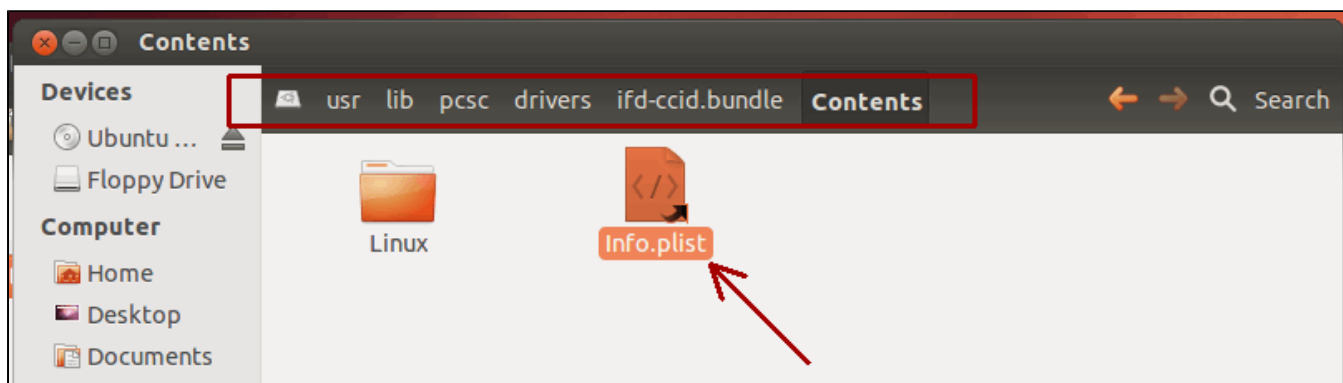 Contents
Devices
usr lib pcsc drivers ifd-ccid.bundle Contents
Search
Ubuntu ...
Floppy Drive
Computer
Home
Desktop
Documents
Linux
Info.plist